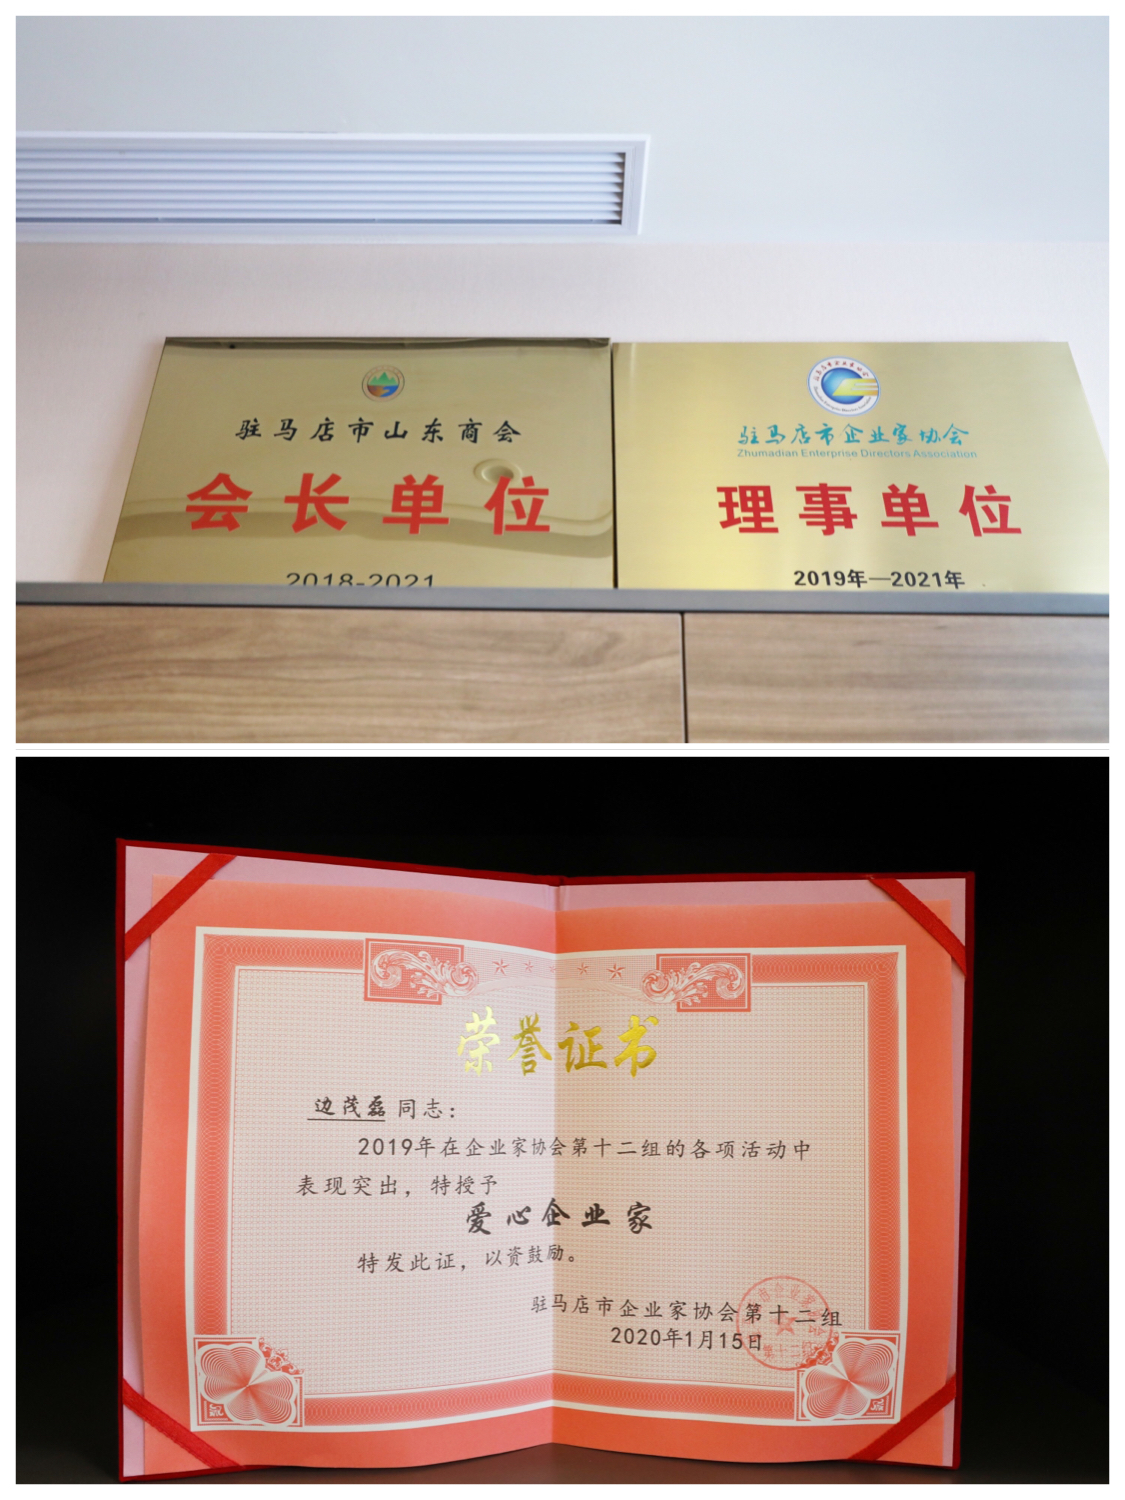 驻马店市山东商会
会长单位
2018-2021
驻马店市企业家协会
Zhumadian Enterprise Directors Association
理事单位
2019年—2021年
荣誉证书
边茂磊 同志：
2019年在企业家协会第十二组的各项活动中
表现突出，特授予
爱心企业家
特发此证，以资鼓励。
驻马店市企业家协会第十二组
2020年1月15日
第十二组